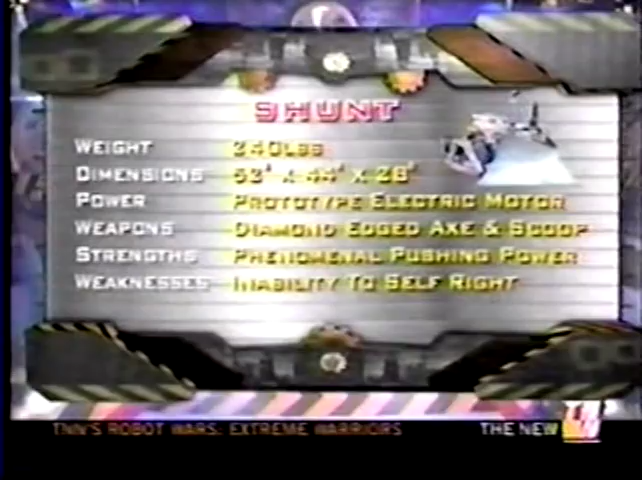 SHUNT
WEIGHT 240LBS
DIMENSIONS 52" X 44" X 28"
POWER PROTOTYPE ELECTRIC MOTOR
WEAPONS DIAMOND EDGED AXE & SCOOP
STRENGTHS PHENOMENAL PUSHING POWER
WEAKNESSES INABILITY TO SELF RIGHT
TNN'S ROBOT WARS: EXTREME WARRIORS THE NEW